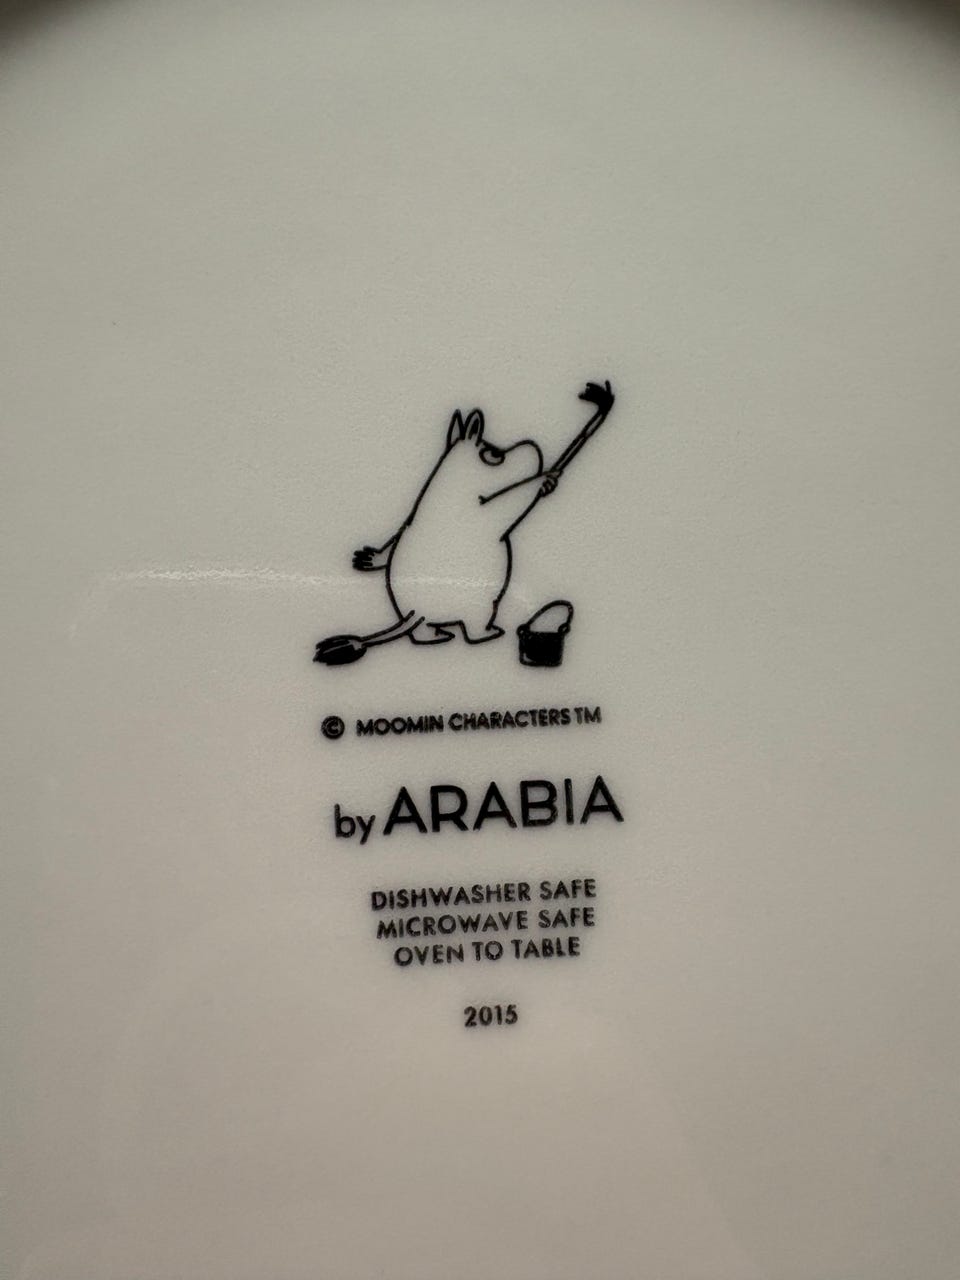 © MOOMIN CHARACTERS TM
by ARABIA
DISHWASHER SAFE
MICROWAVE SAFE
OVEN TO TABLE
2015